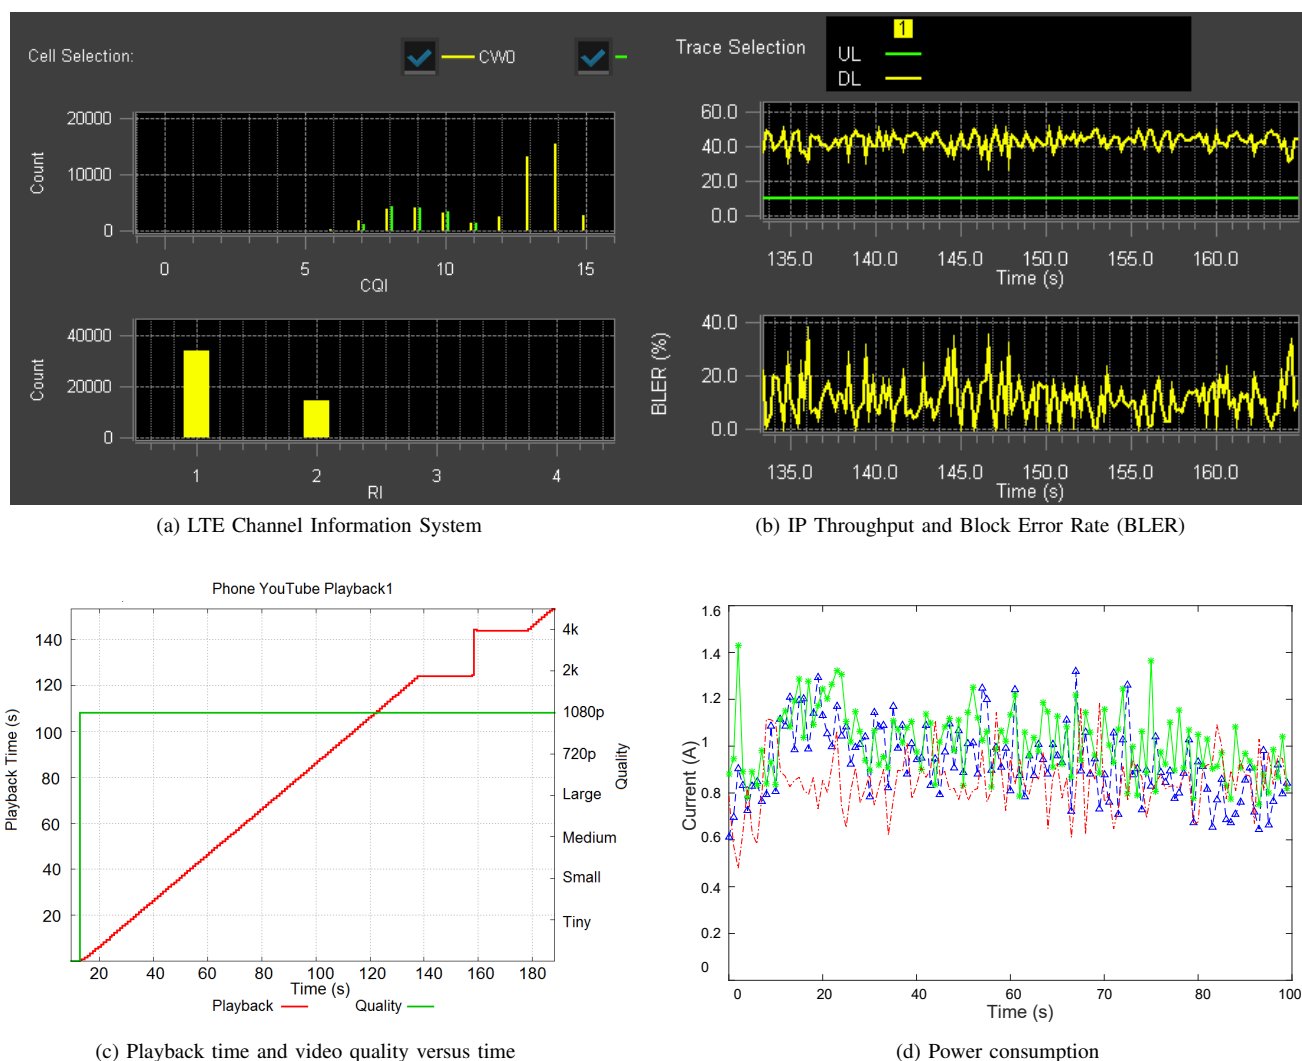 Cell Selection:
CW0
20000
10000
0
Count
0 5 10 15
CQI
40000
20000
0
Count
1 2 3 4
RI
(a) LTE Channel Information System
Trace Selection
1
UL
DL
60.0
40.0
20.0
0.0
135.0 140.0 145.0 150.0 155.0 160.0
Time (s)
40.0
20.0
0.0
BLER (%)
135.0 140.0 145.0 150.0 155.0 160.0
Time (s)
(b) IP Throughput and Block Error Rate (BLER)
Phone YouTube Playback1
140
120
100
80
60
40
20
Playback Time (s)
4k
2k
1080p
720p
Large
Medium
Small
Tiny
Quality
20 40 60 80 100 120 140 160 180
Time (s)
Playback Quality
(c) Playback time and video quality versus time
1.6
1.4
1.2
1.0
0.8
0.6
0.4
0.2
0
Current (A)
0 20 40 60 70 80 100
Time (s)
(d) Power consumption